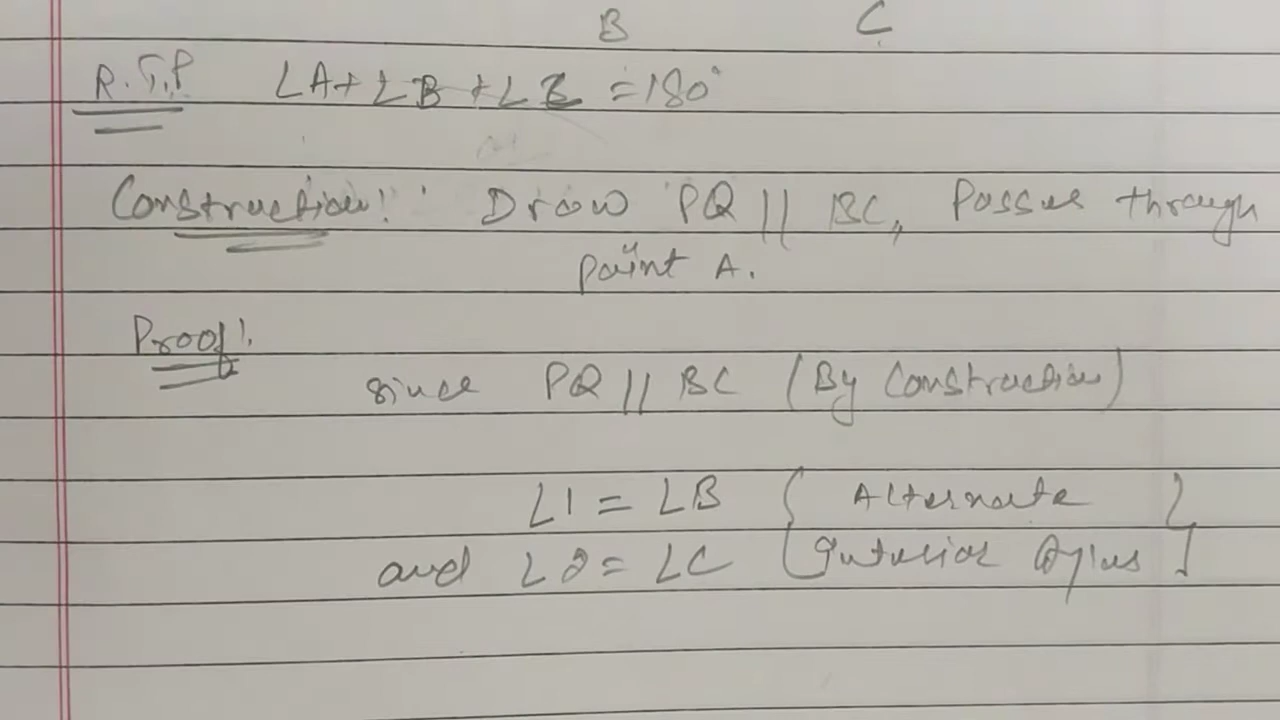 B C
R.T.P ∠A+∠B+∠C=180°
Construction: Draw PQ || BC, Passes through
point A.
Proof:
since PQ || BC (By Construction)
∠1=∠B { Alternate }
and ∠2=∠C [Interior Angles]